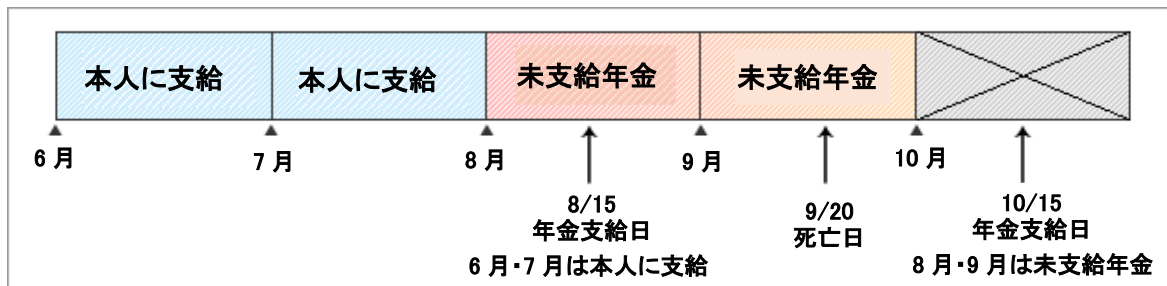 本人に支給
本人に支給
未支給年金
未支給年金
6月
7月
8月
9月
10月
8/15
年金支給日
6月・7月は本人に支給
9/20
死亡日
10/15
年金支給日
8月・9月は未支給年金